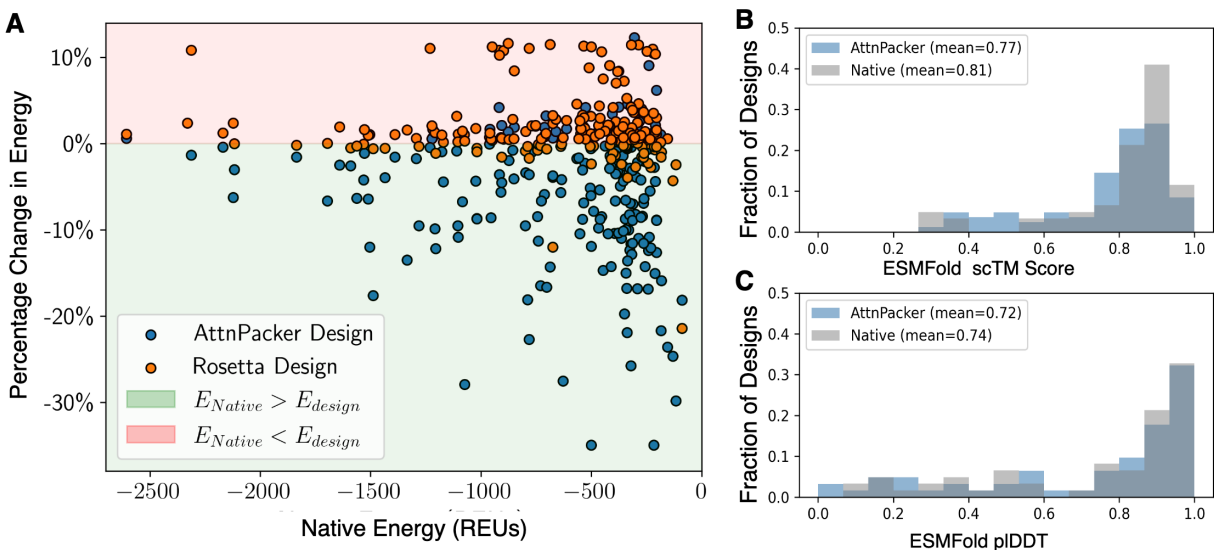 A
Percentage Change in Energy
10%
0%
-10%
-20%
-30%
AttnPacker Design
Rosetta Design
E_Native > E_design
E_Native < E_design
−2500
−2000
−1500
−1000
−500
0
Native Energy (REUs)
B
Fraction of Designs
0.5
0.4
0.3
0.2
0.1
0.0
AttnPacker (mean=0.77)
Native (mean=0.81)
0.0
0.2
0.4
0.6
0.8
1.0
ESMFold scTM Score
C
Fraction of Designs
0.5
0.4
0.3
0.2
0.1
0.0
AttnPacker (mean=0.72)
Native (mean=0.74)
0.0
0.2
0.4
0.6
0.8
1.0
ESMFold plDDT